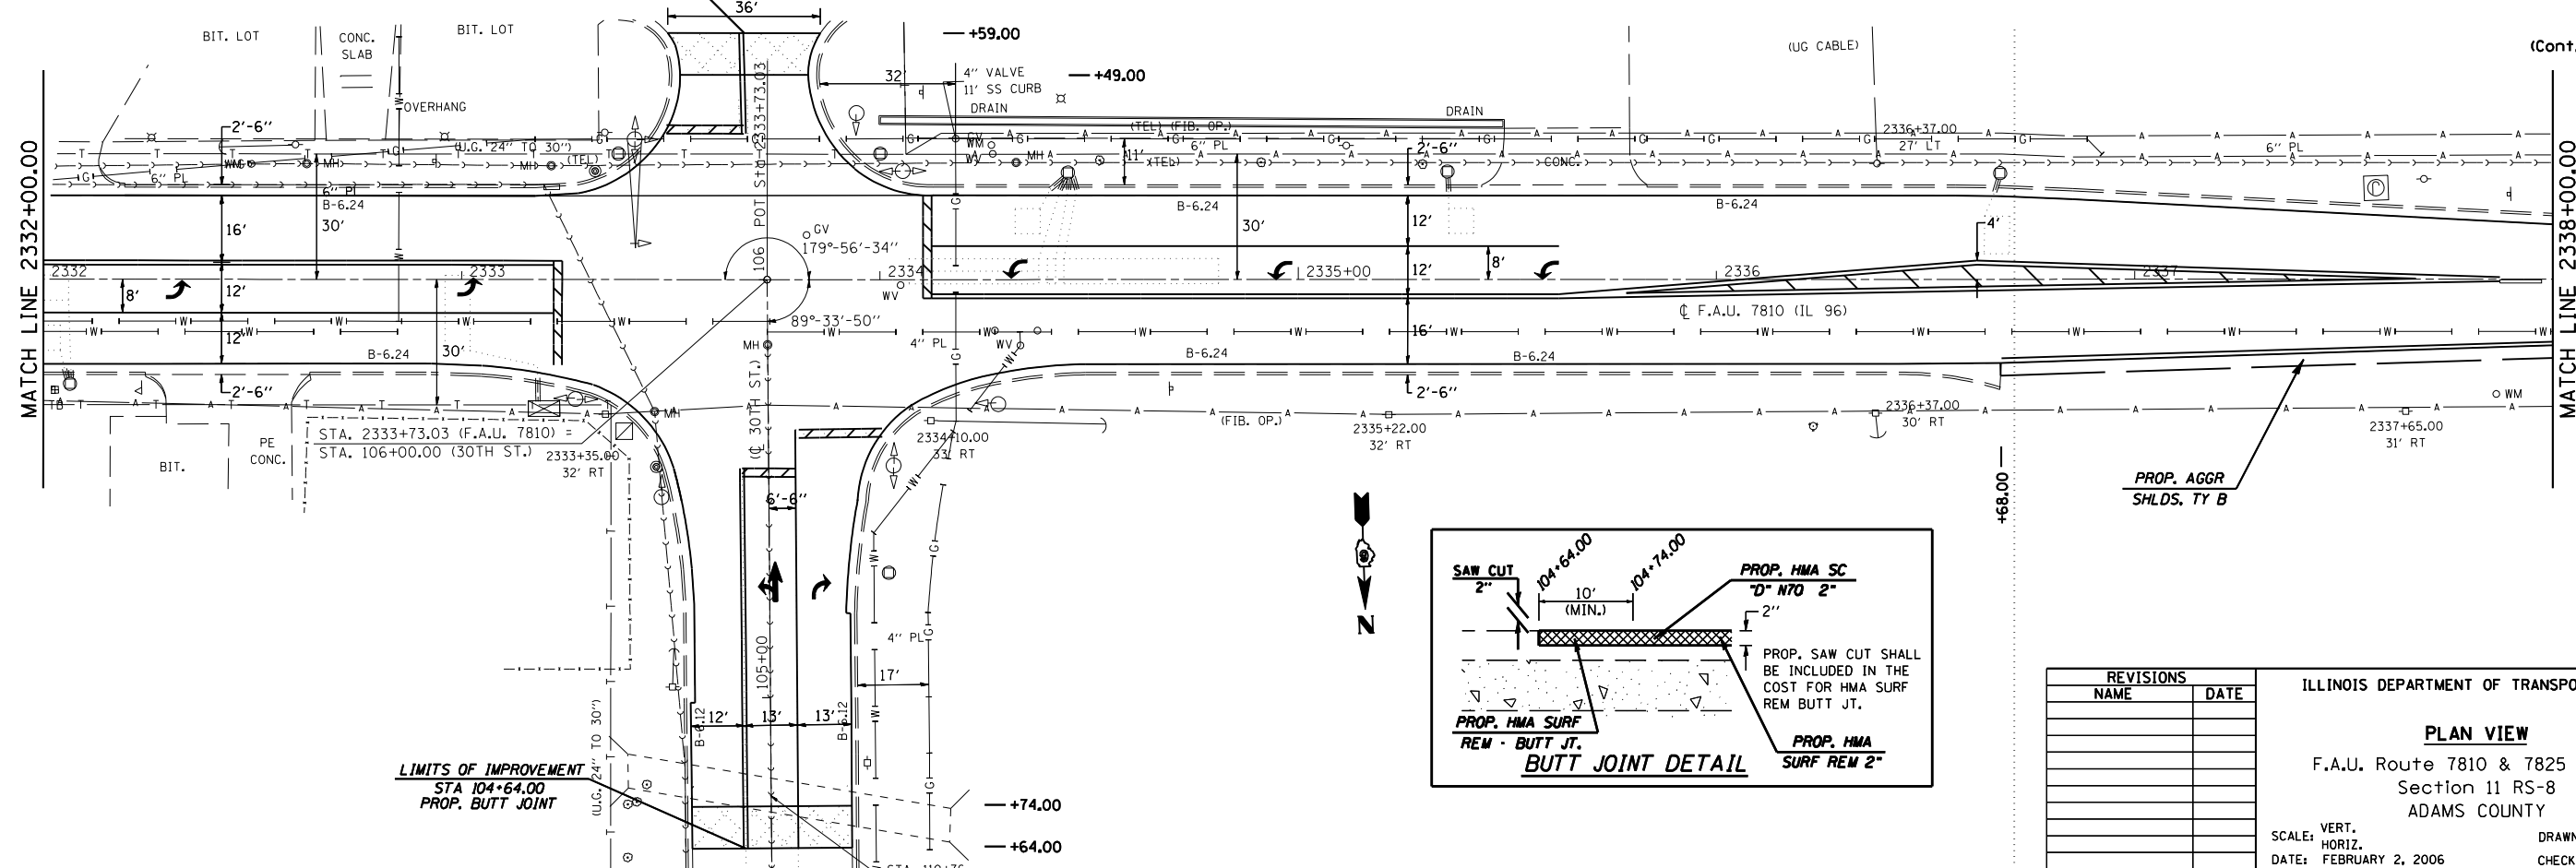 36'
+59.00
(Cont.
BIT. LOT
CONC.
SLAB
BIT. LOT
(UG CABLE)
32'
4" VALVE
11' SS CURB
+49.00
OVERHANG
DRAIN
DRAIN
2'-6"
(U.G. 24" TO 30")
(TEL)
(TEL) (FIB. OP.)
6" PL
2336+37.00
27' LT
6" PL
MH
MH
GV
WM
WV
MH
11'
(TEL)
2'-6"
CONC.
6" PL
6" PL
B-6.24
B-6.24
B-6.24
MATCH LINE 2332+00.00
MATCH LINE 2338+00.00
106 POT Sta 2333+73.03
16'
30'
GV
179°-56'-34"
30'
12'
4'
2332
2333
2334
2335+00
2336
2337
8'
12'
12'
8'
WV
℄ F.A.U. 7810 (IL 96)
89°-33'-50"
12'
30'
MH
4" PL
WV
16'
B-6.24
B-6.24
B-6.24
2'-6"
2'-6"
TB
MH
WM
(℄ 30TH ST.)
STA. 2333+73.03 (F.A.U. 7810) =
STA. 106+00.00 (30TH ST.)
PE
CONC.
BIT.
2333+35.00
32' RT
2334+10.00
33' RT
(FIB. OP.)
2335+22.00
32' RT
2336+37.00
30' RT
2337+65.00
31' RT
+68.00
PROP. AGGR
SHLDS. TY B
6'-6"
105+00
4" PL
17'
12'
13'
13'
B-6.12
B-6.12
(U.G. 24" TO 30")
LIMITS OF IMPROVEMENT
STA 104+64.00
PROP. BUTT JOINT
+74.00
+64.00
N
SAW CUT
2"
104+64.00
104+74.00
10'
(MIN.)
PROP. HMA SC
"D" N70 2"
2"
PROP. SAW CUT SHALL
BE INCLUDED IN THE
COST FOR HMA SURF
REM BUTT JT.
PROP. HMA SURF
REM - BUTT JT.
PROP. HMA
SURF REM 2"
BUTT JOINT DETAIL
REVISIONS
NAME DATE
ILLINOIS DEPARTMENT OF TRANSPO
PLAN VIEW
F.A.U. Route 7810 & 7825
Section 11 RS-8
ADAMS COUNTY
SCALE: VERT.
HORIZ.
DRAWN
DATE: FEBRUARY 2, 2006
CHECK